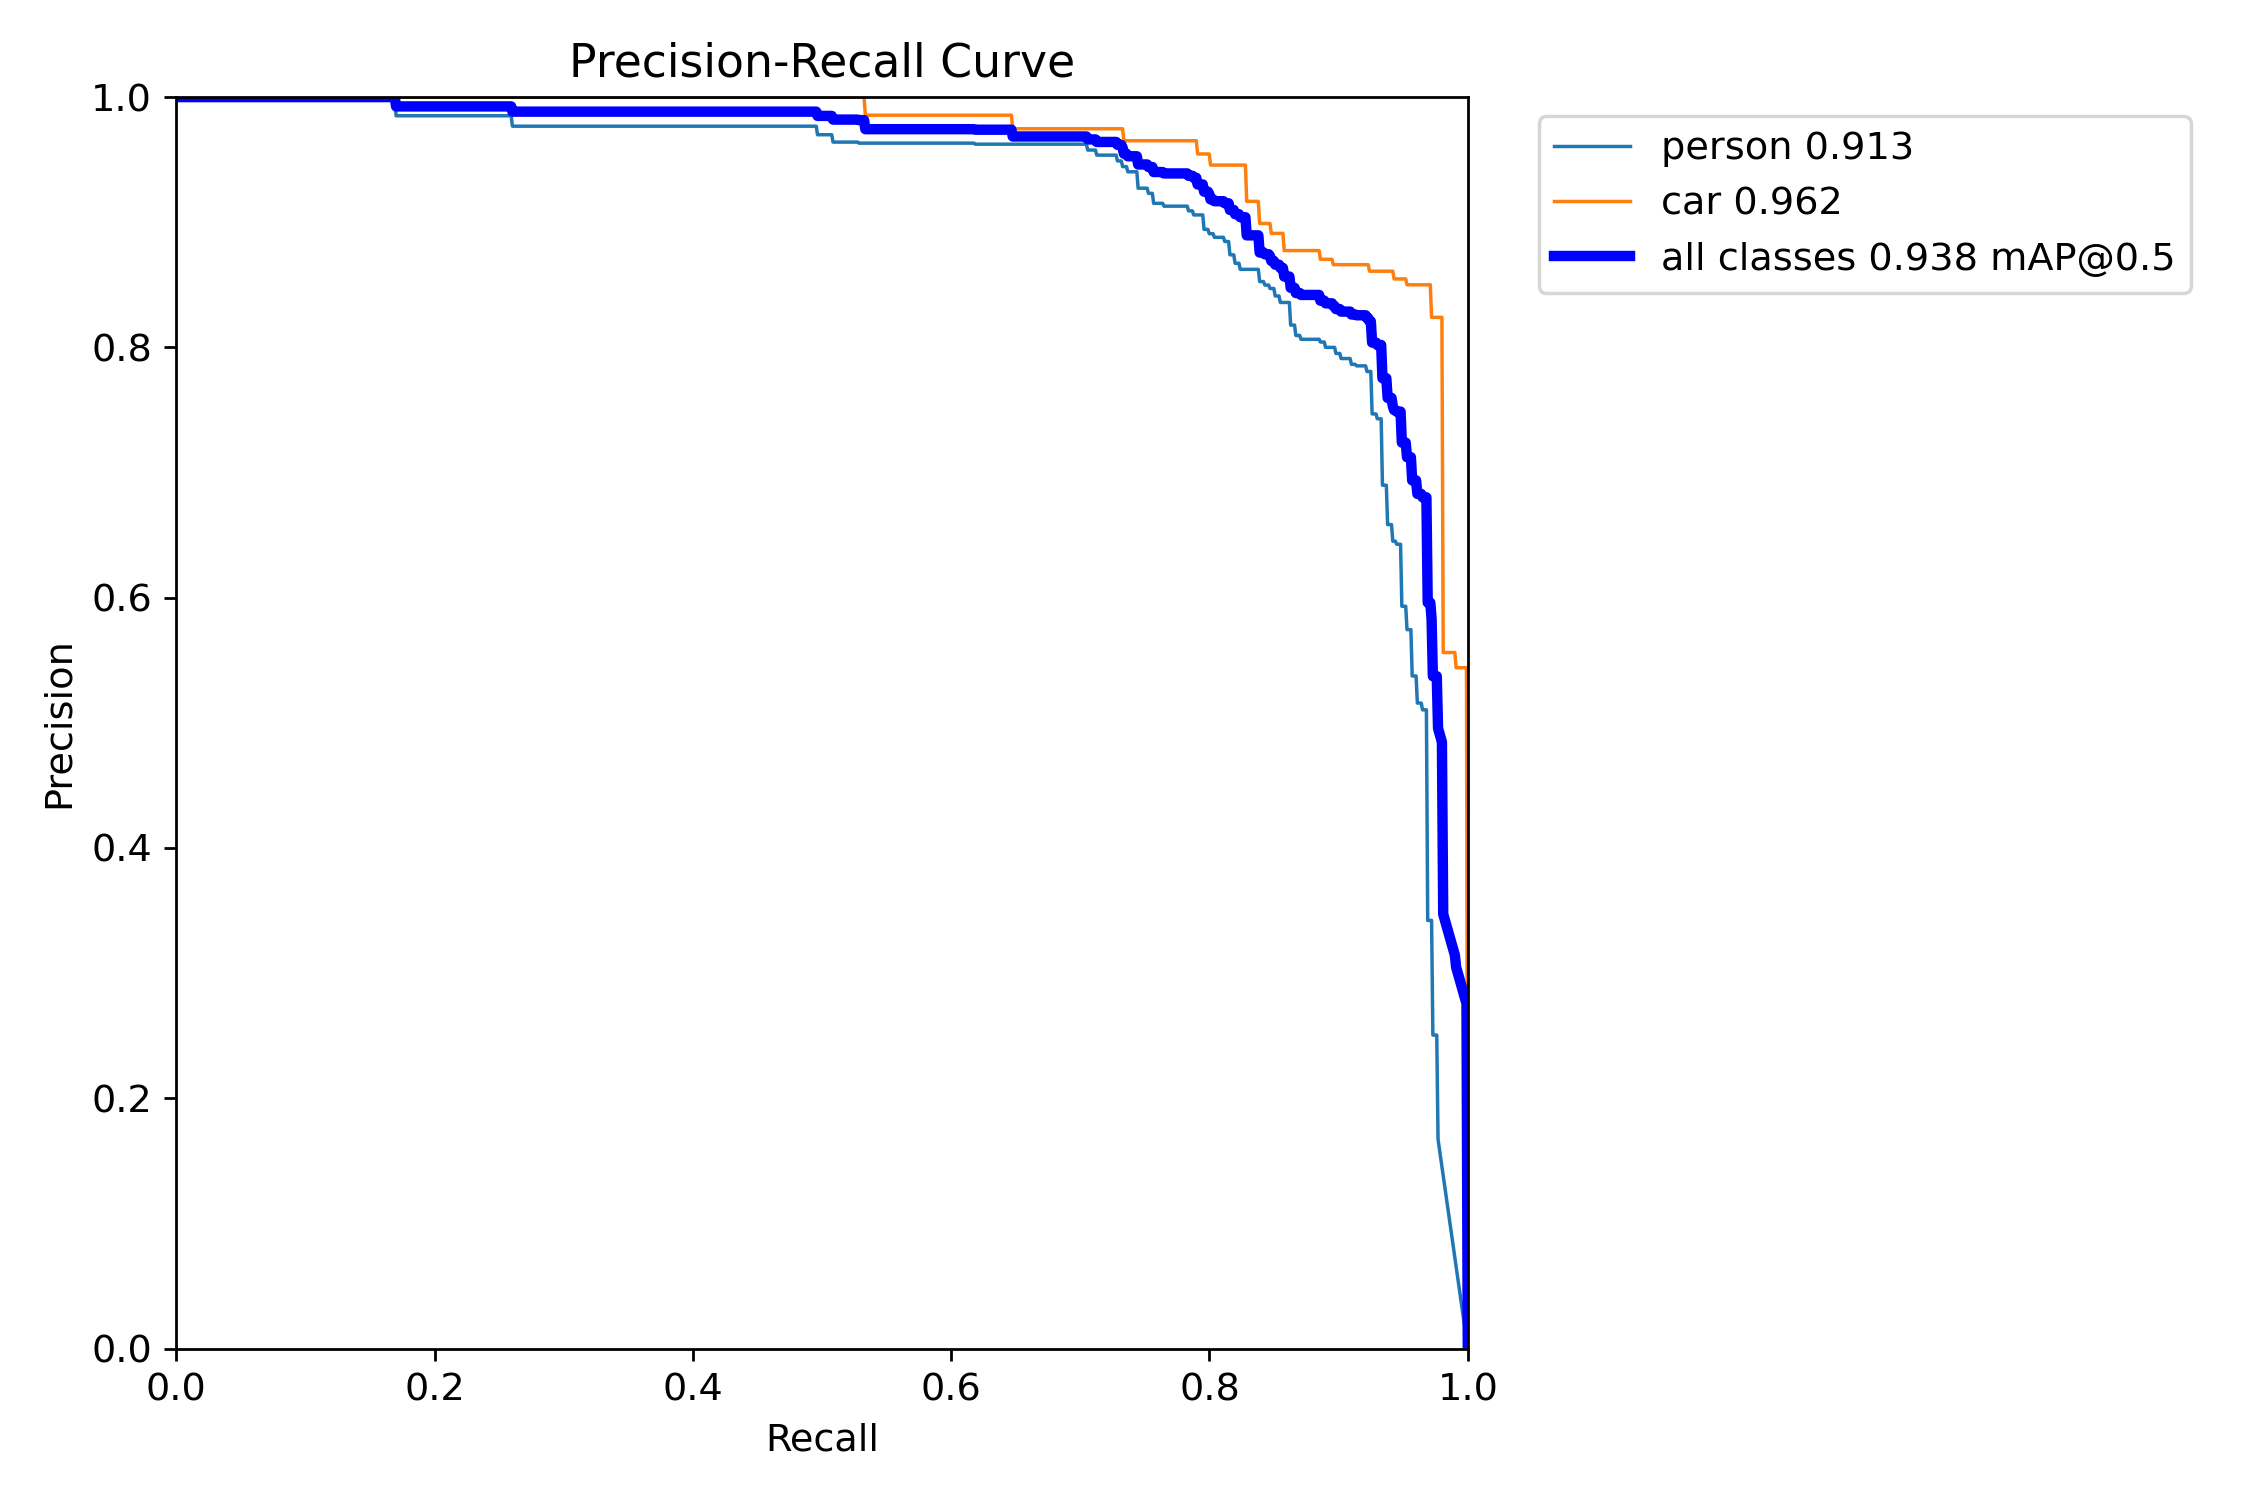 Precision-Recall Curve
1.0
0.8
0.6
0.4
0.2
0.0
Precision
0.0 0.2 0.4 0.6 0.8 1.0
Recall
person 0.913
car 0.962
all classes 0.938 mAP@0.5